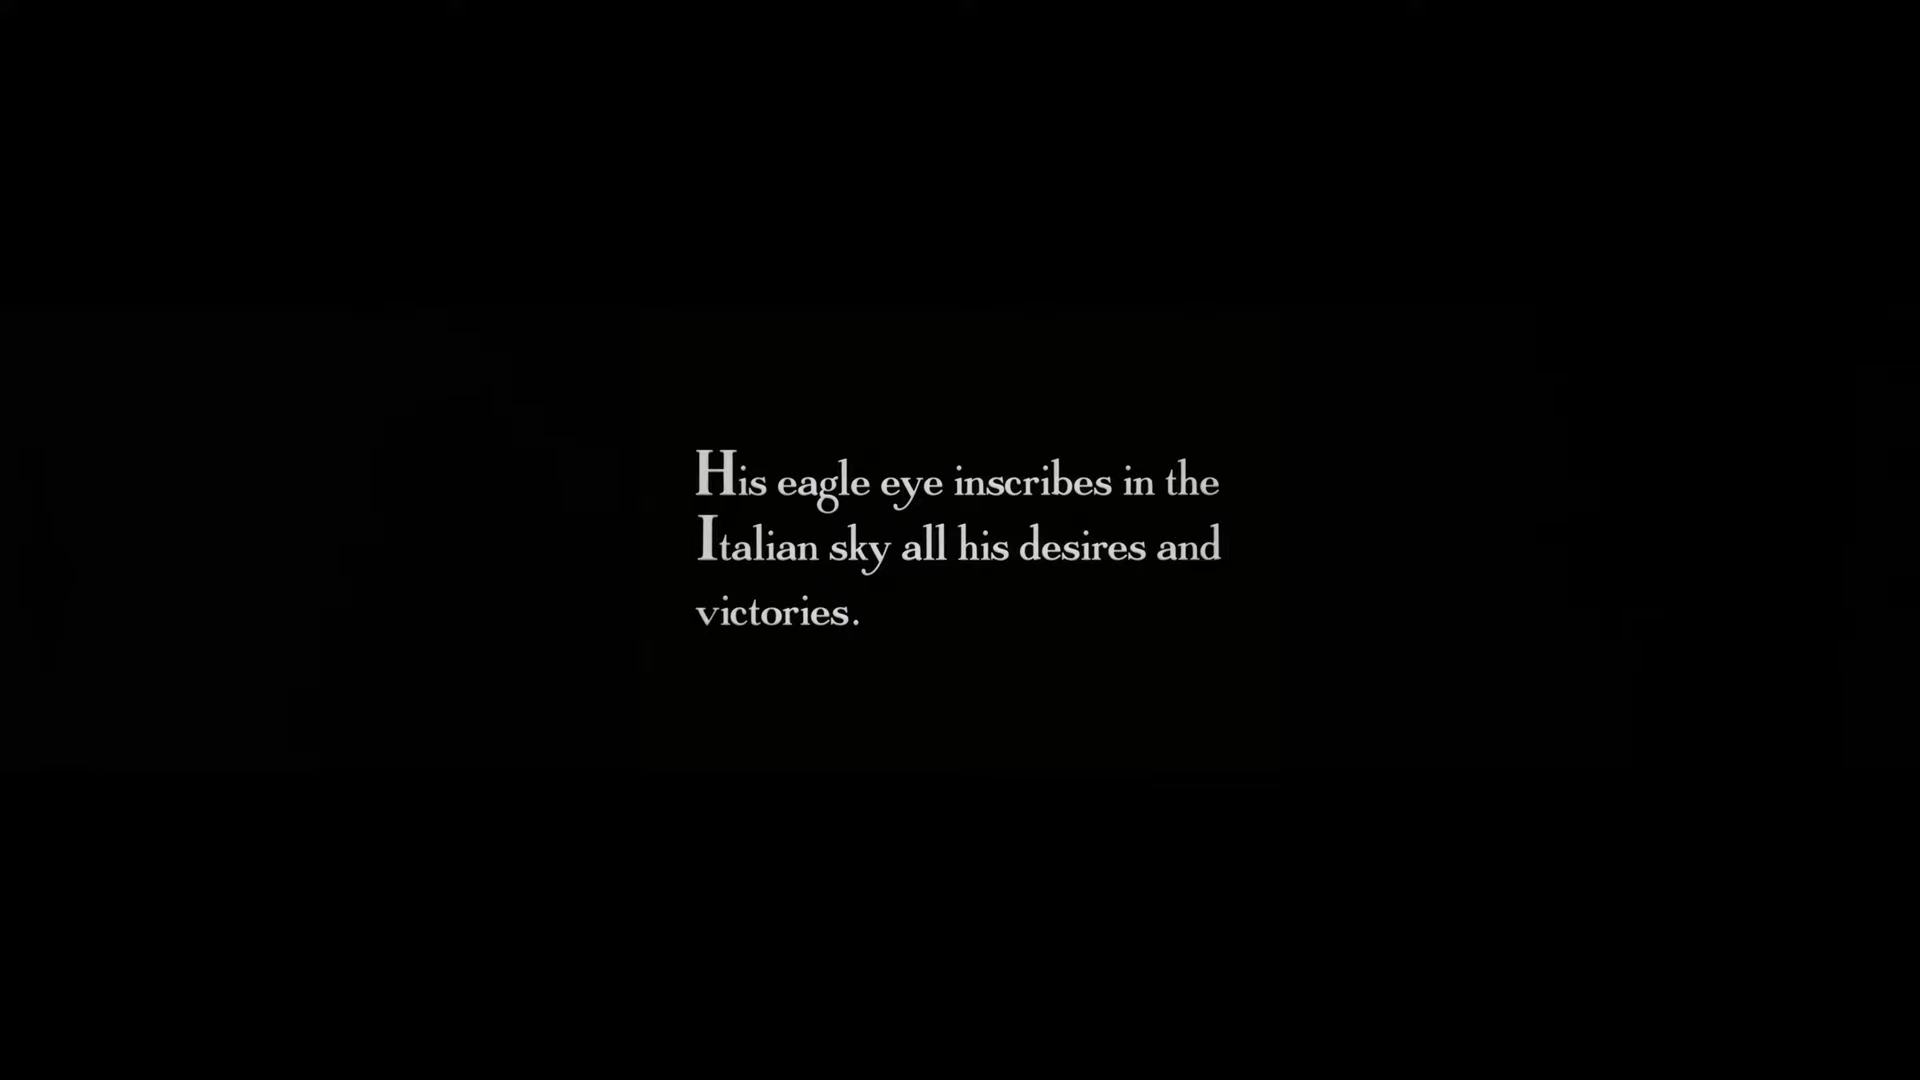 His eagle eye inscribes in the
Italian sky all his desires and
victories.